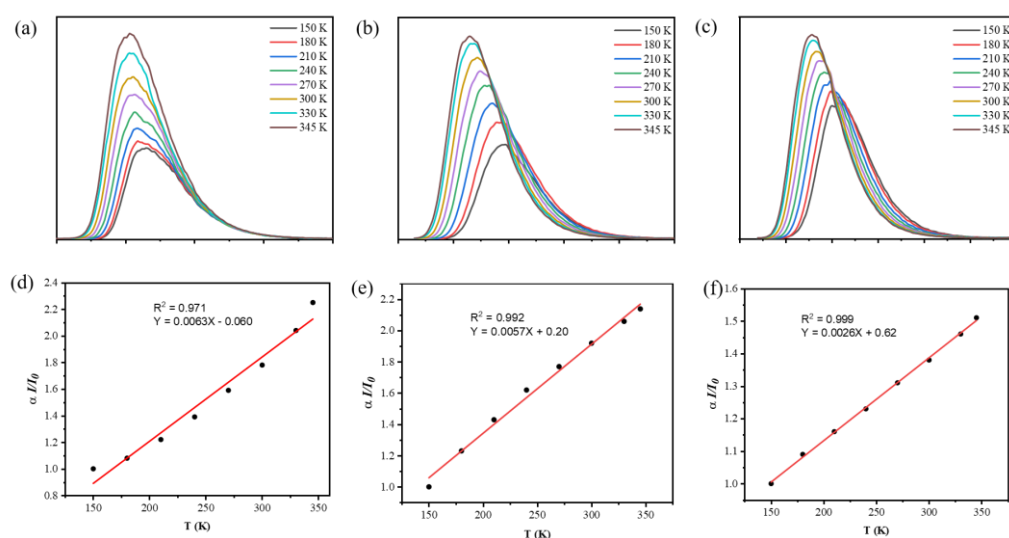 (a)
150 K
180 K
210 K
240 K
270 K
300 K
330 K
345 K
(b)
150 K
180 K
210 K
240 K
270 K
300 K
330 K
345 K
(c)
150 K
180 K
210 K
240 K
270 K
300 K
330 K
345 K
(d)
R² = 0.971
Y = 0.0063X - 0.060
2.4
2.2
2.0
1.8
1.6
1.4
1.2
1.0
0.8
α I/I₀
150 200 250 300 350
T (K)
(e)
R² = 0.992
Y = 0.0057X + 0.20
2.2
2.0
1.8
1.6
1.4
1.2
1.0
α I/I₀
150 200 250 300 350
T (K)
(f)
R² = 0.999
Y = 0.0026X + 0.62
1.6
1.5
1.4
1.3
1.2
1.1
1.0
α I/I₀
150 200 250 300 350
T (K)